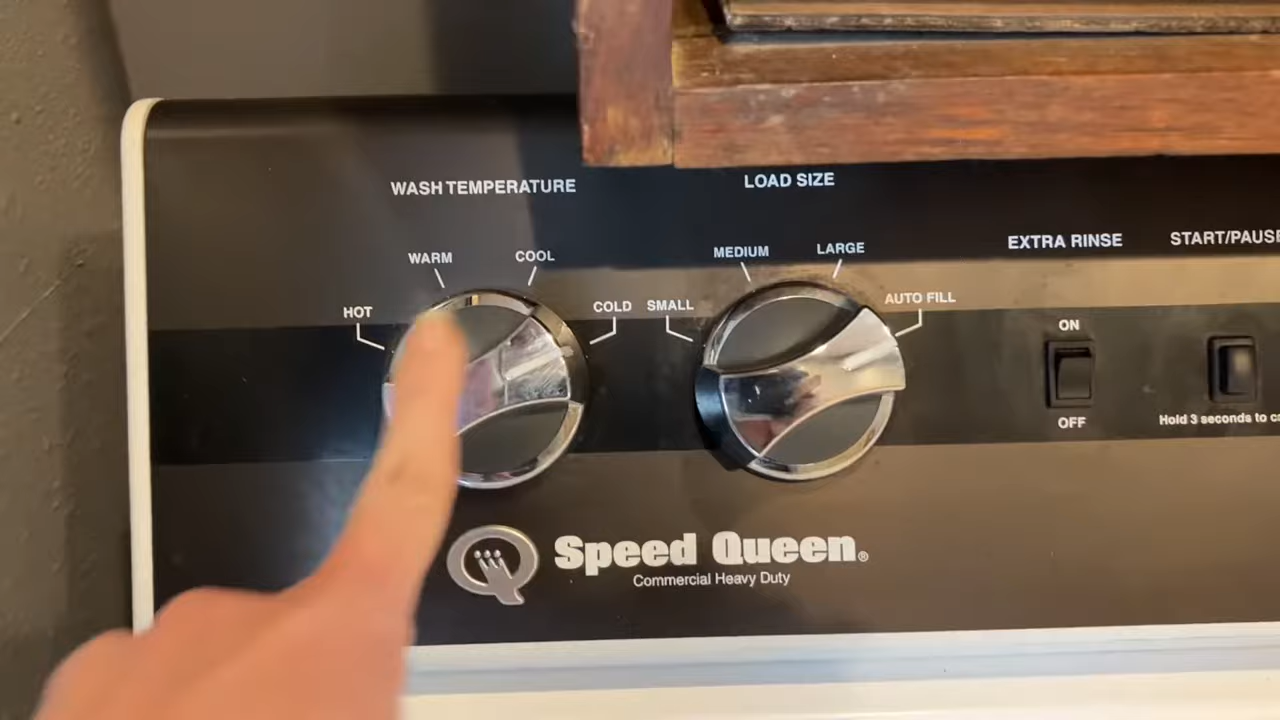 WASH TEMPERATURE
HOT
WARM
COOL
COLD
LOAD SIZE
SMALL
MEDIUM
LARGE
AUTO FILL
EXTRA RINSE
ON
OFF
START/PAUSE
Hold 3 seconds to
Speed Queen®
Commercial Heavy Duty